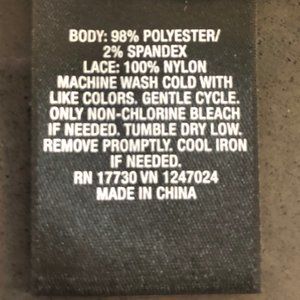 BODY: 98% POLYESTER/
2% SPANDEX
LACE: 100% NYLON
MACHINE WASH COLD WITH
LIKE COLORS. GENTLE CYCLE.
ONLY NON-CHLORINE BLEACH
IF NEEDED. TUMBLE DRY LOW.
REMOVE PROMPTLY. COOL IRON
IF NEEDED.
RN 17730 VN 1247024
MADE IN CHINA